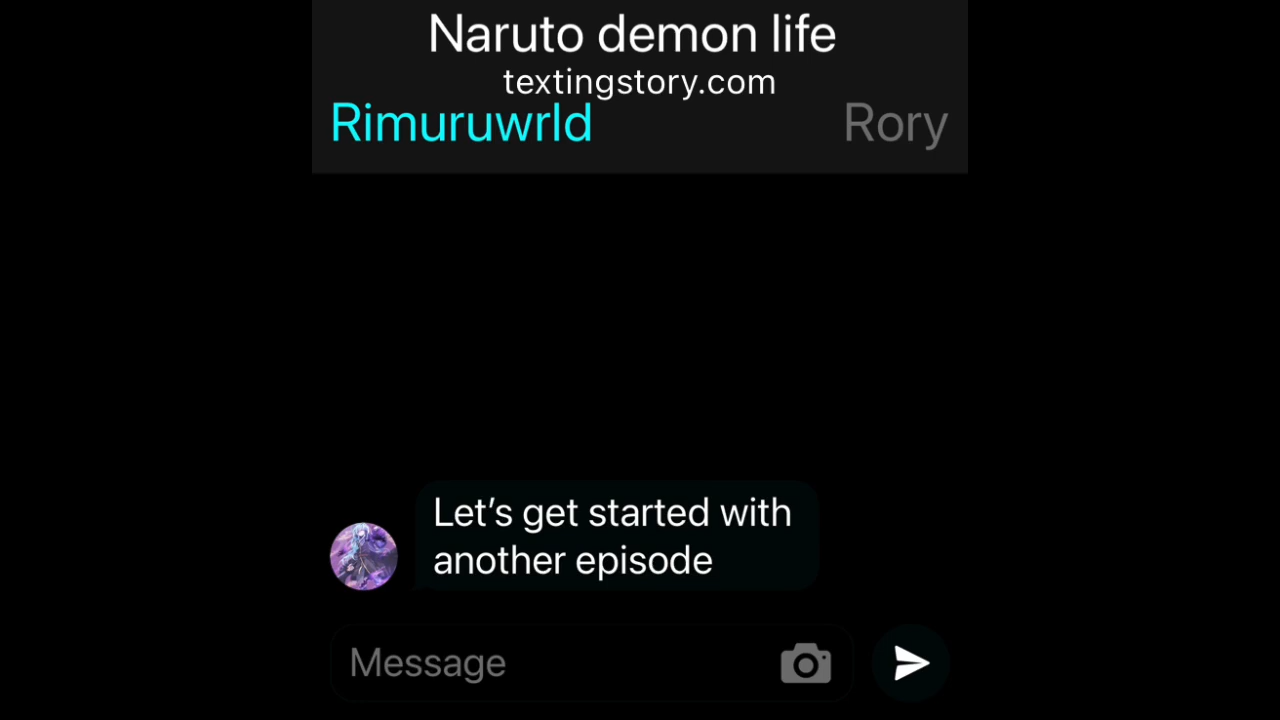 Naruto demon life
textingstory.com
Rimuruwrld
Rory
Let’s get started with
another episode
Message